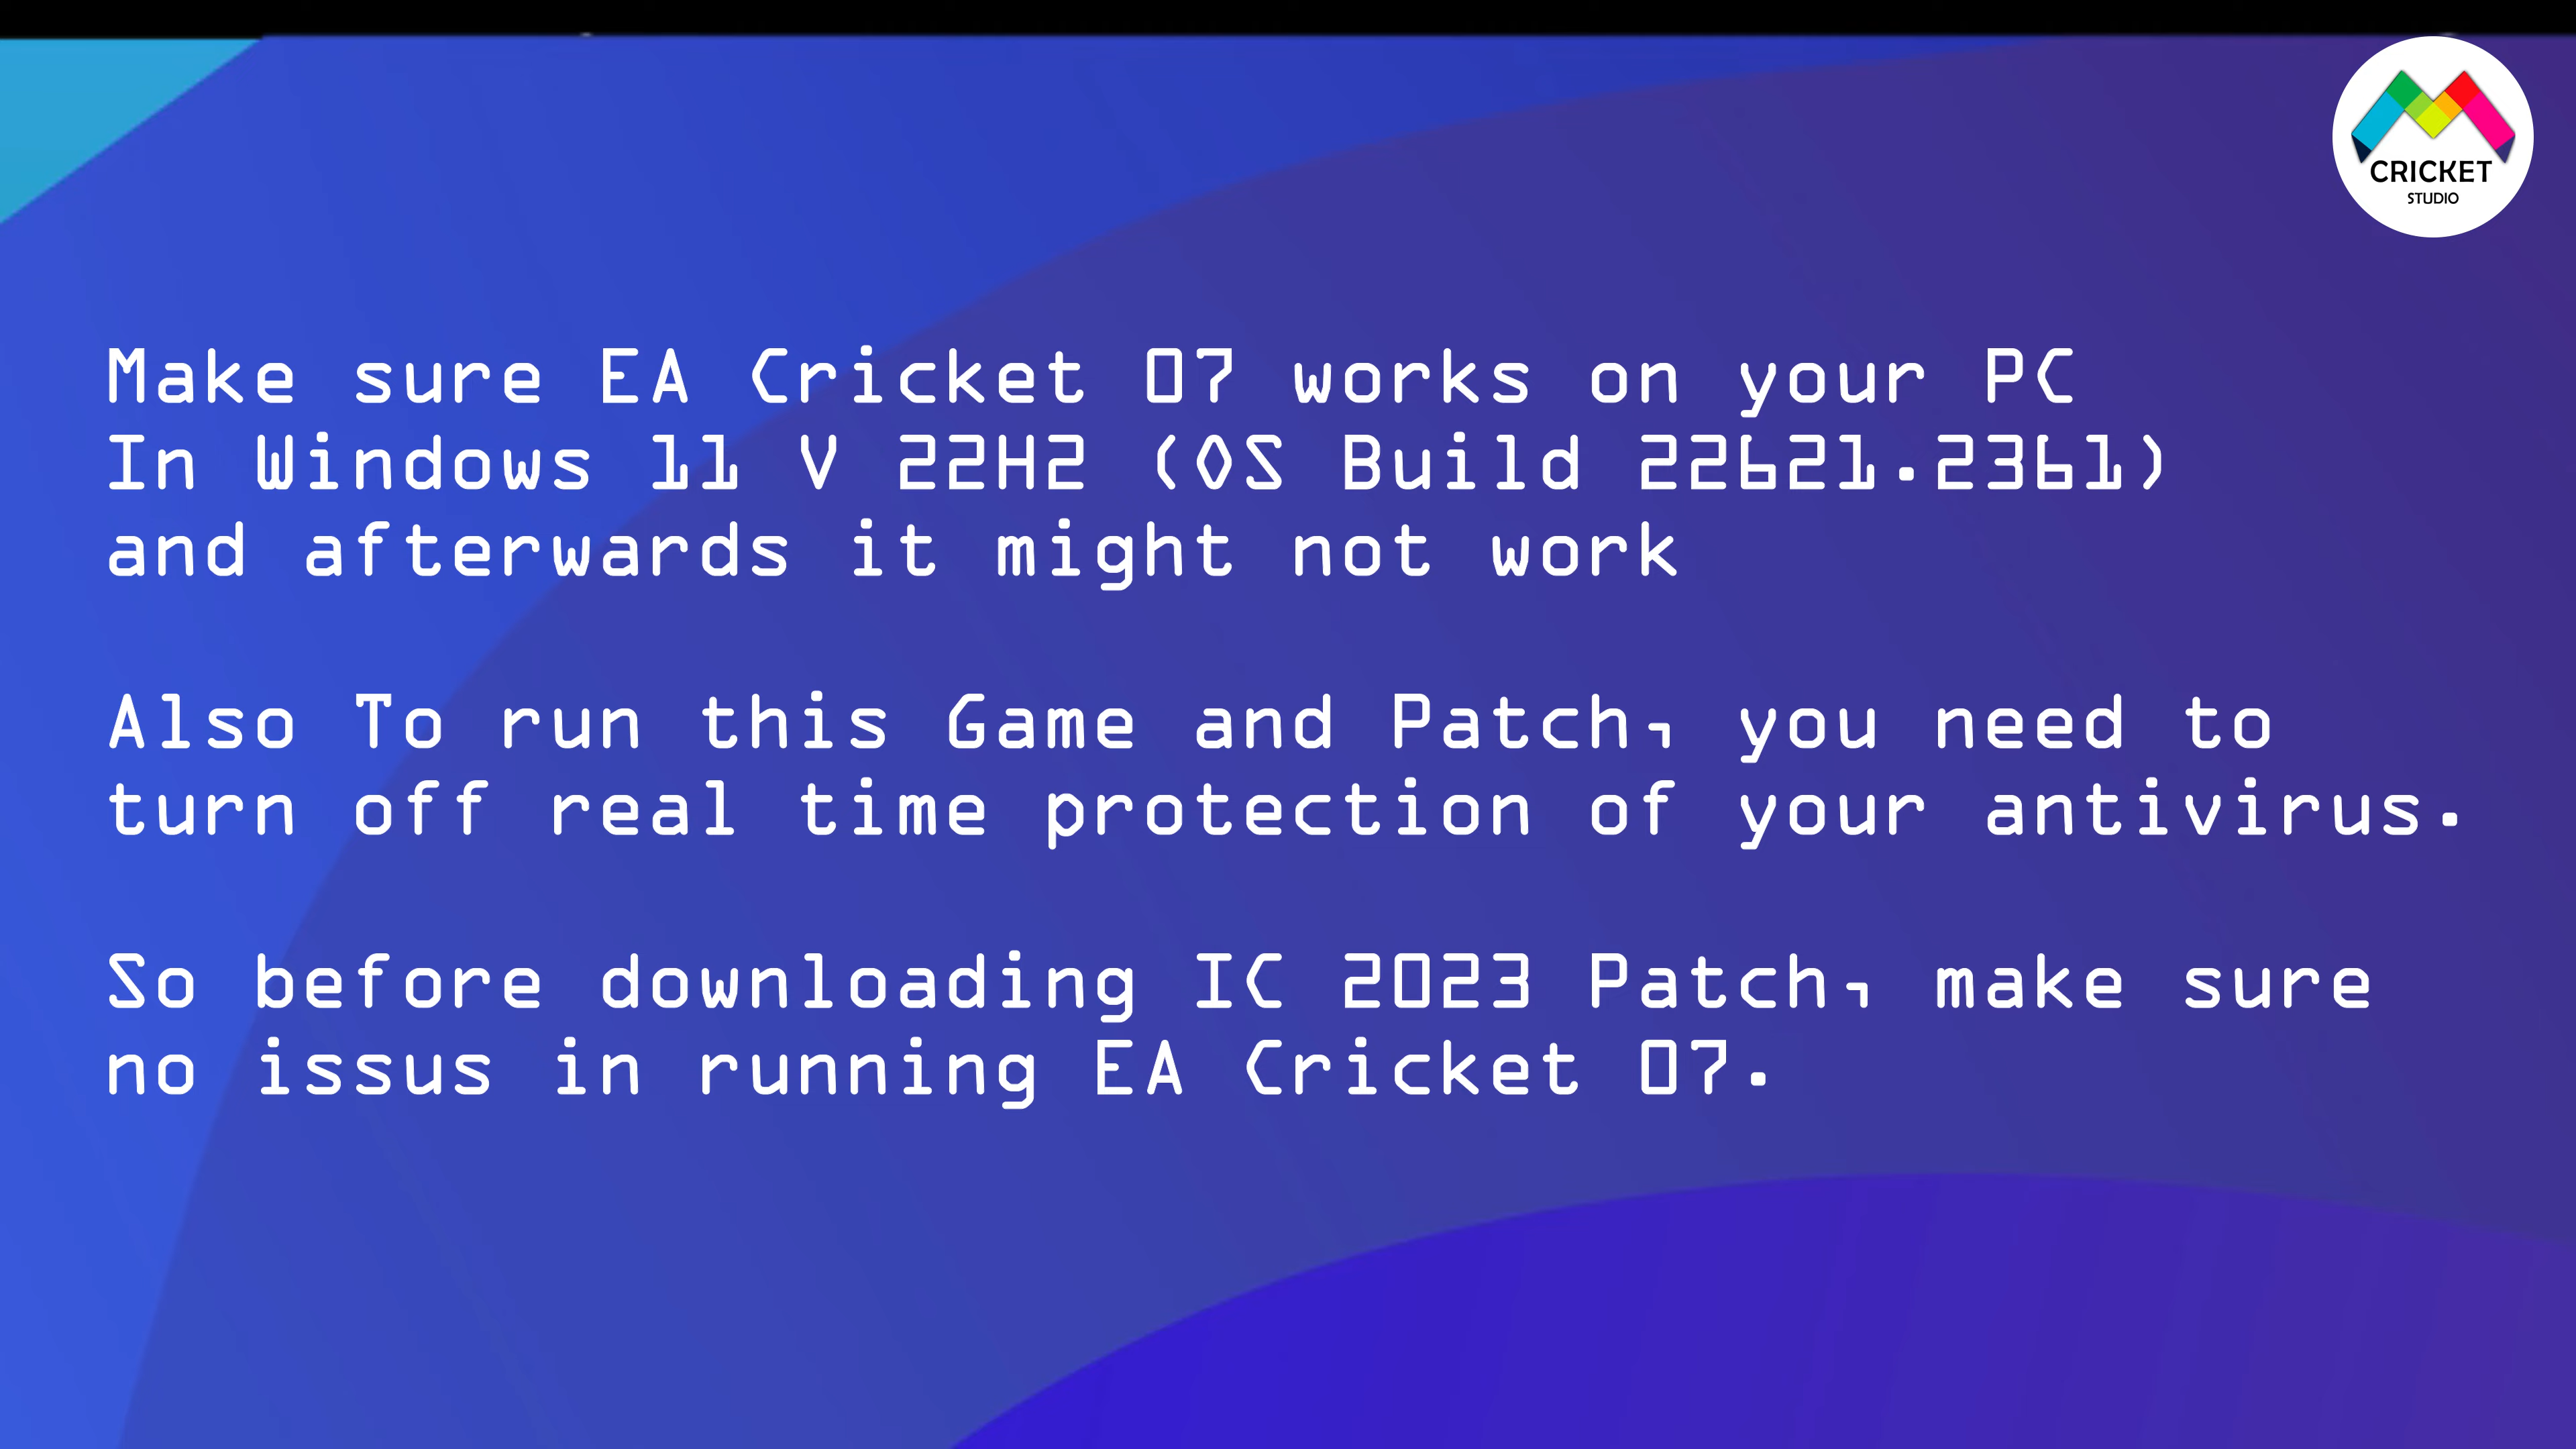 CRICKET
STUDIO
Make sure EA Cricket 07 works on your PC
In Windows 11 V 22H2 (OS Build 22621.2361)
and afterwards it might not work
Also To run this Game and Patch, you need to
turn off real time protection of your antivirus.
So before downloading IC 2023 Patch, make sure
no issus in running EA Cricket 07.